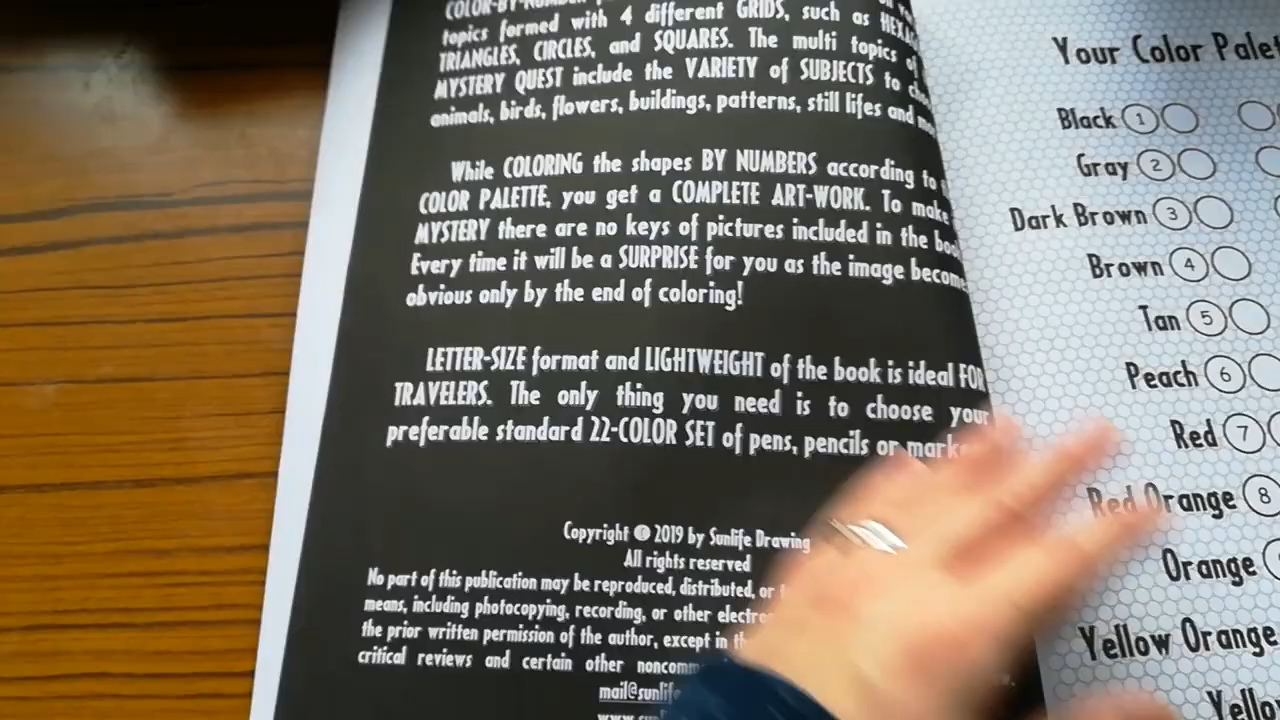 COLOR-BY-NUMBER
topics formed with 4 different GRIDS, such as
TRIANGLES, CIRCLES, and SQUARES. The multi topics of
MYSTERY QUEST include the VARIETY of SUBJECTS to
animals, birds, flowers, buildings, patterns, still lifes and
While COLORING the shapes BY NUMBERS according to
COLOR PALETTE, you get a COMPLETE ART-WORK. To make
MYSTERY there are no keys of pictures included in the
Every time it will be a SURPRISE for you as the image
obvious only by the end of coloring!
LETTER-SIZE format and LIGHTWEIGHT of the book is ideal FOR
TRAVELERS. The only thing you need is to choose your
preferable standard 22-COLOR SET of pens, pencils or
Copyright © 2019 by Sunlife Drawing
All rights reserved
No part of this publication may be reproduced, distributed, or
means, including photocopying, recording, or other
the prior written permission of the author, except in
critical reviews and certain other
Your Color
Black 1
Gray 2
Dark Brown 3
Brown 4
Tan 5
Peach 6
Red 7
Red Orange 8
Orange
Yellow Orange